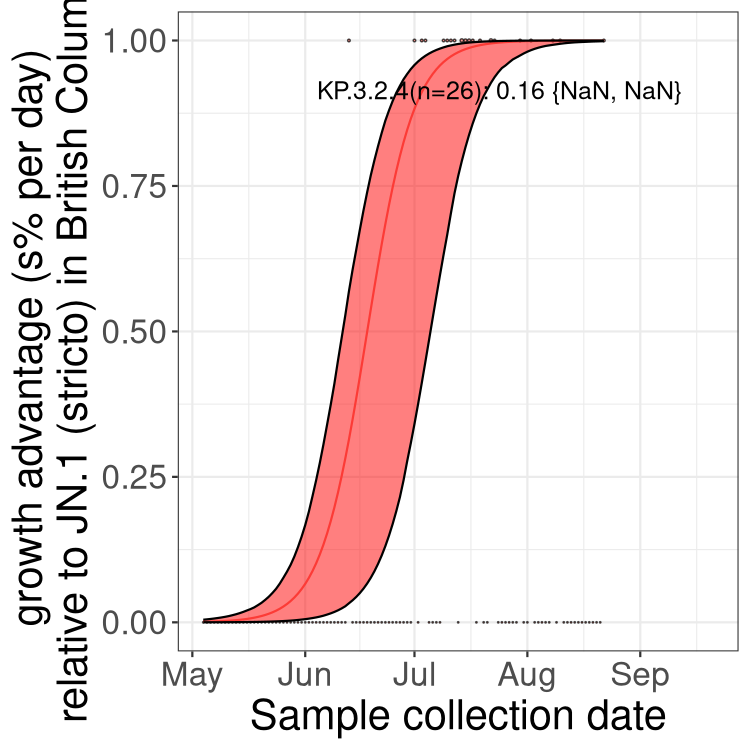 growth advantage (s% per day)
relative to JN.1 (stricto) in British Colum
1.00
0.75
0.50
0.25
0.00
KP.3.2.4(n=26): 0.16 {NaN, NaN}
May Jun Jul Aug Sep
Sample collection date